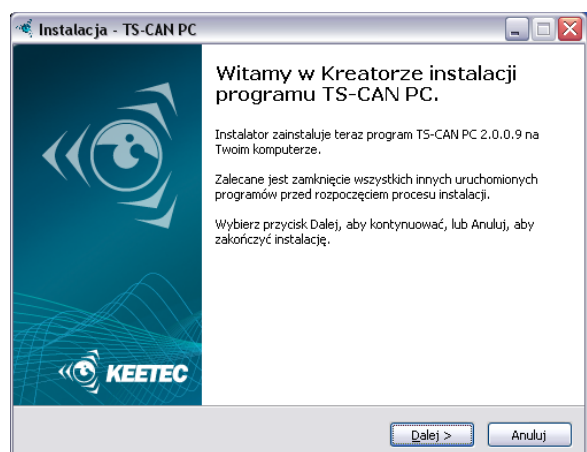 Instalacja - TS-CAN PC
Witamy w Kreatorze instalacji
programu TS-CAN PC.
Instalator zainstaluje teraz program TS-CAN PC 2.0.0.9 na
Twoim komputerze.
Zalecane jest zamknięcie wszystkich innych uruchomionych
programów przed rozpoczęciem procesu instalacji.
Wybierz przycisk Dalej, aby kontynuować, lub Anuluj, aby
zakończyć instalację.
KEETEC
Dalej >
Anuluj